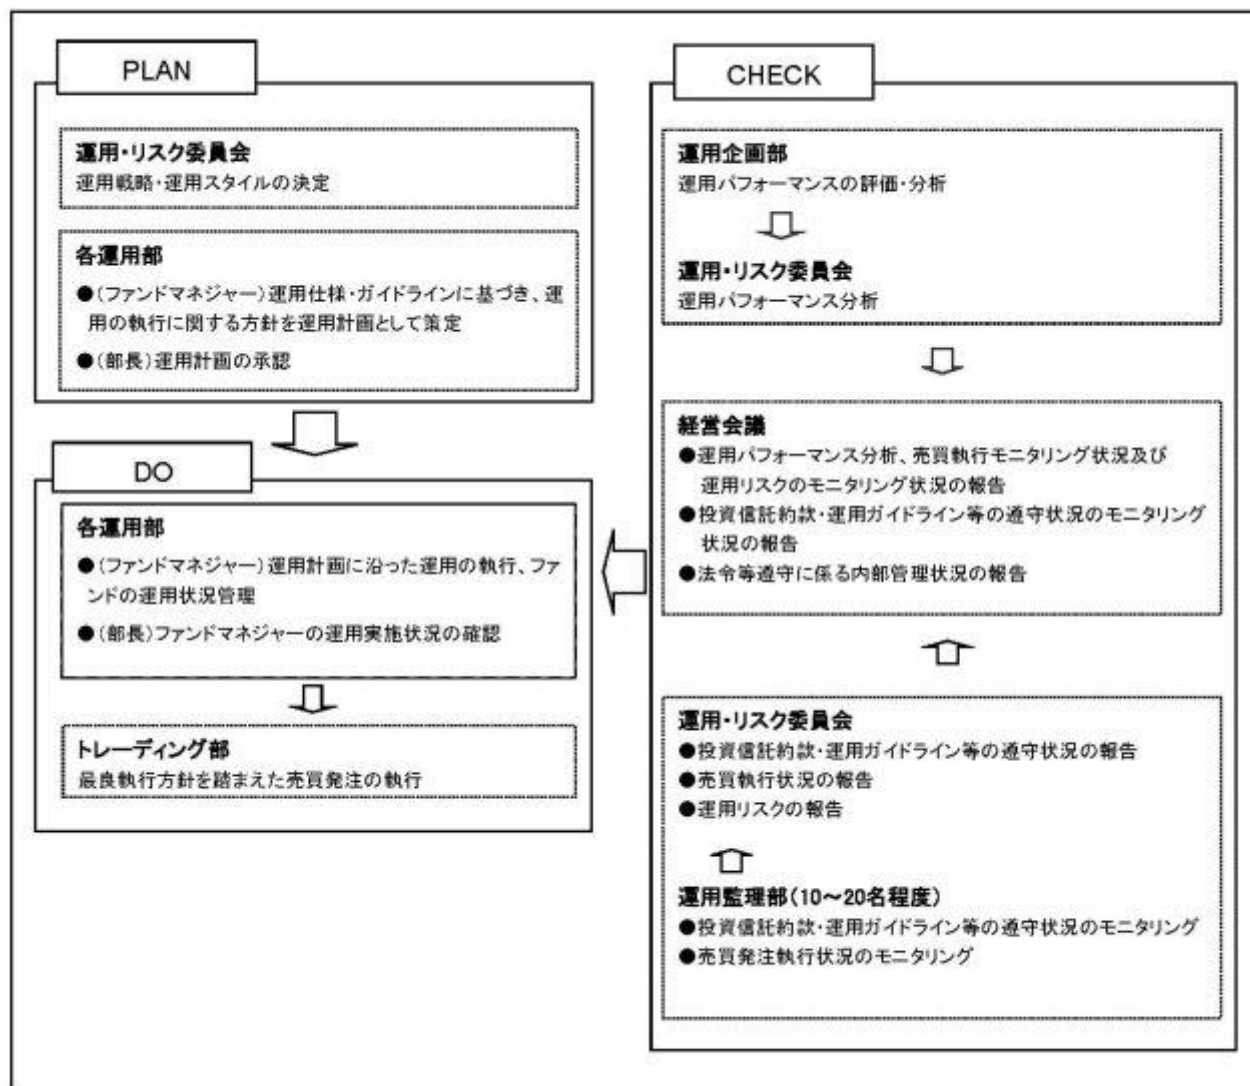 PLAN
運用・リスク委員会
運用戦略・運用スタイルの決定
各運用部
●(ファンドマネジャー)運用仕様・ガイドラインに基づき、運
用の執行に関する方針を運用計画として策定
●(部長)運用計画の承認
DO
各運用部
●(ファンドマネジャー)運用計画に沿った運用の執行、ファ
ンドの運用状況管理
●(部長)ファンドマネジャーの運用実施状況の確認
トレーディング部
最良執行方針を踏まえた売買発注の執行
CHECK
運用企画部
運用パフォーマンスの評価・分析
運用・リスク委員会
運用パフォーマンス分析
経営会議
●運用パフォーマンス分析、売買執行モニタリング状況及び
運用リスクのモニタリング状況の報告
●投資信託約款・運用ガイドライン等の遵守状況のモニタリング
状況の報告
●法令等遵守に係る内部管理状況の報告
運用・リスク委員会
●投資信託約款・運用ガイドライン等の遵守状況の報告
●売買執行状況の報告
●運用リスクの報告
運用監理部(10～20名程度)
●投資信託約款・運用ガイドライン等の遵守状況のモニタリング
●売買発注執行状況のモニタリング